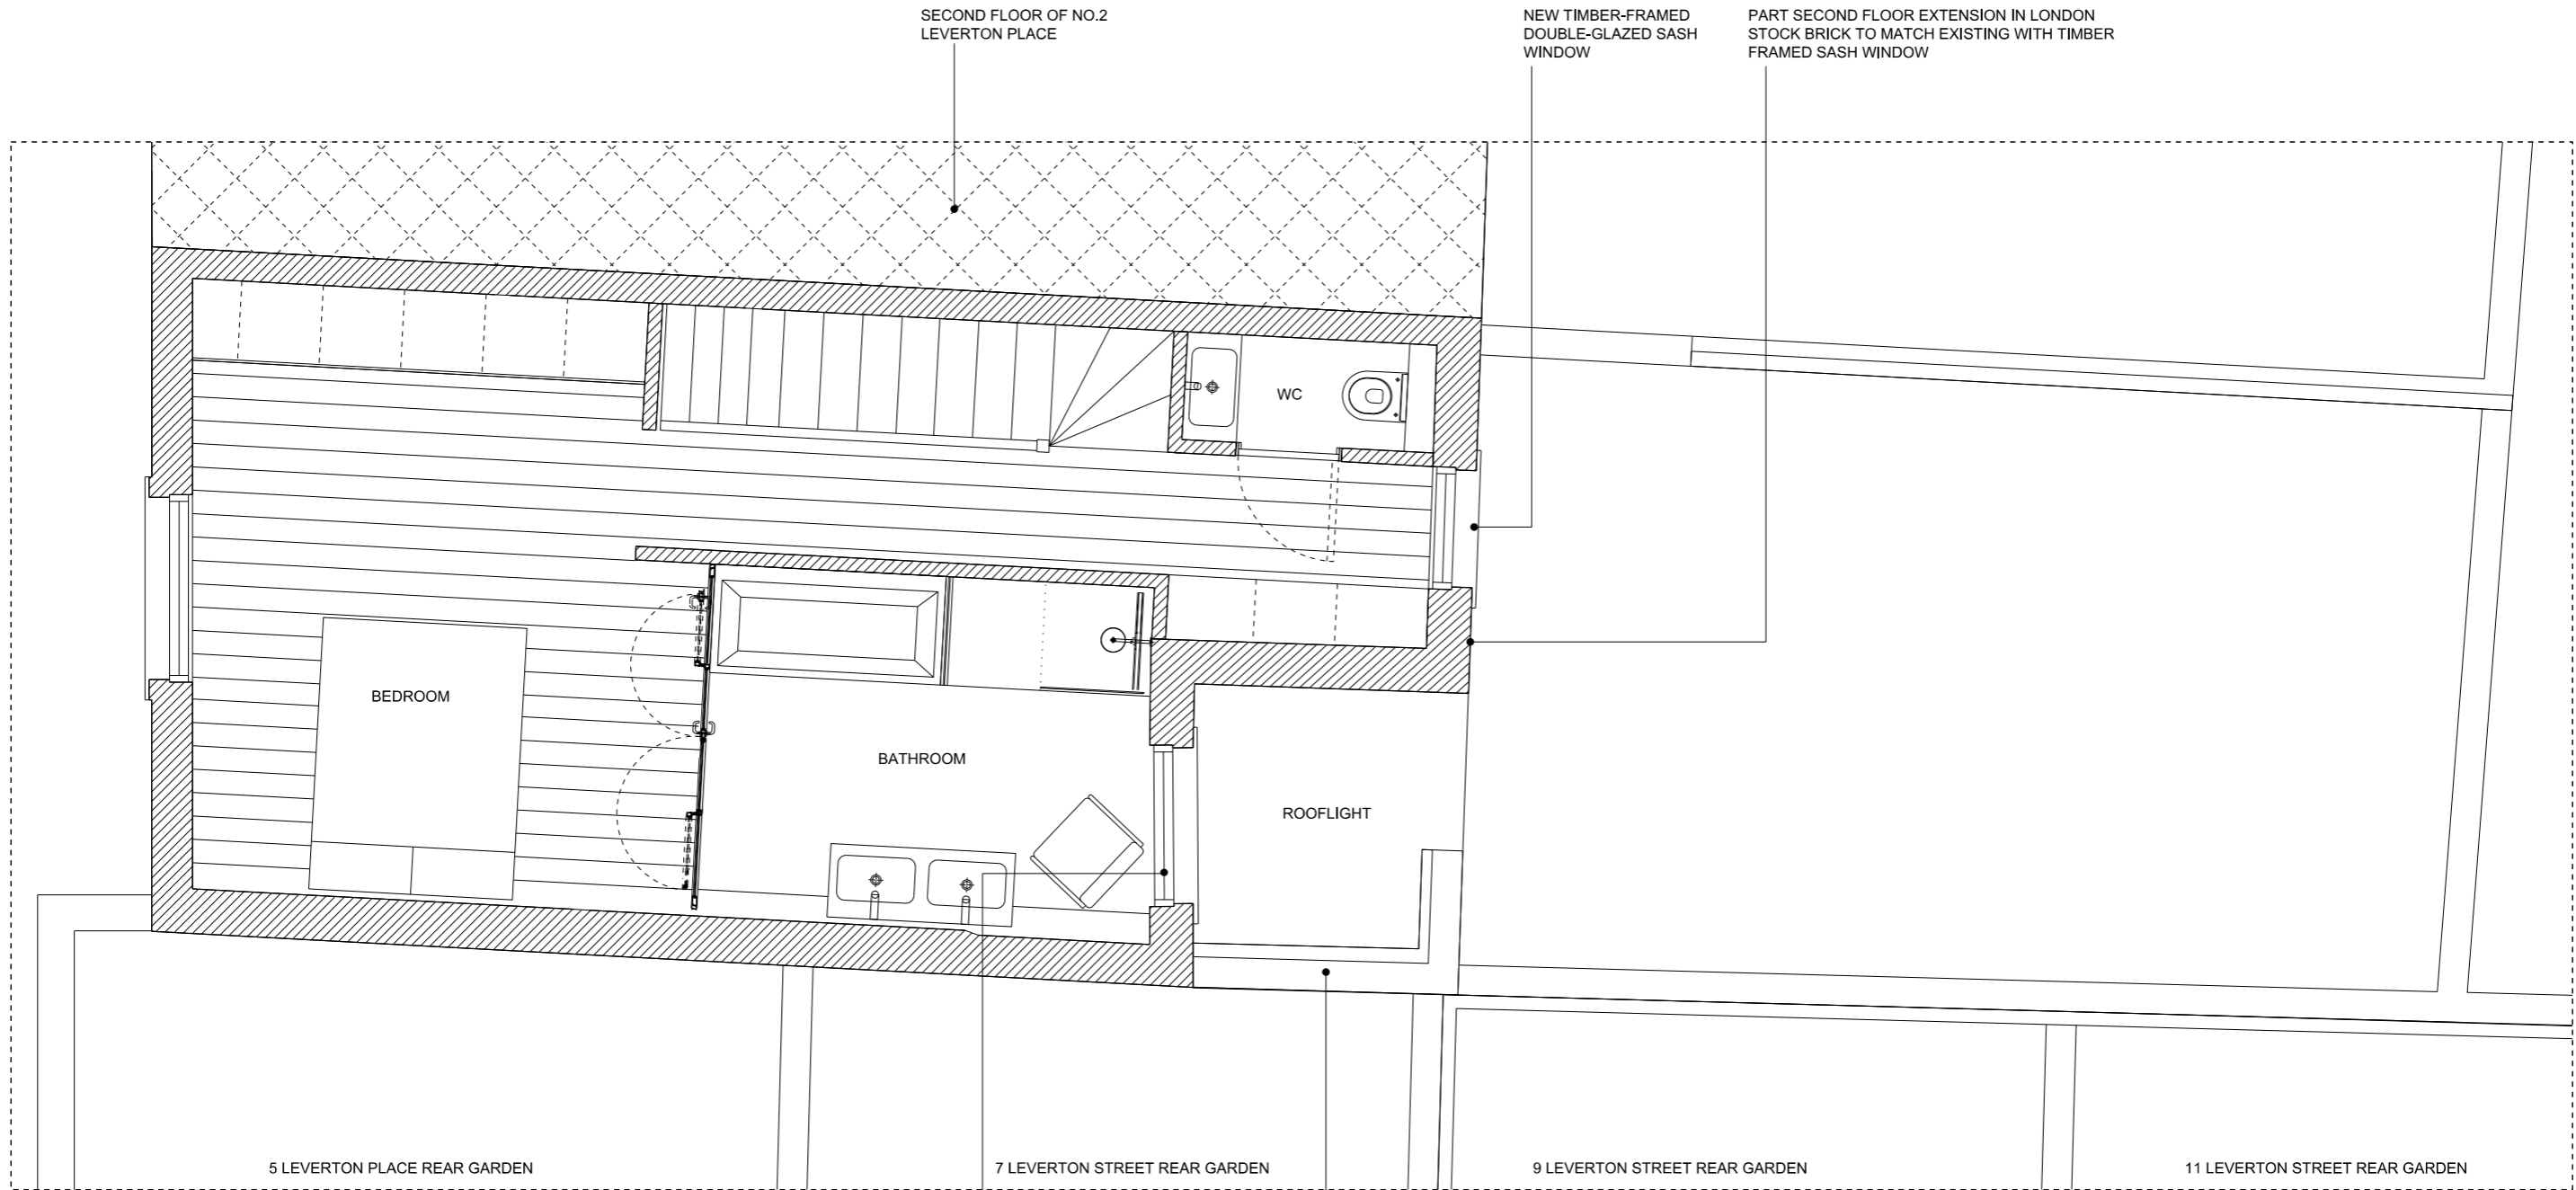 SECOND FLOOR OF NO.2
LEVERTON PLACE
NEW TIMBER-FRAMED
DOUBLE-GLAZED SASH
WINDOW
PART SECOND FLOOR EXTENSION IN LONDON
STOCK BRICK TO MATCH EXISTING WITH TIMBER
FRAMED SASH WINDOW
WC
BEDROOM
BATHROOM
ROOFLIGHT
5 LEVERTON PLACE REAR GARDEN
7 LEVERTON STREET REAR GARDEN
9 LEVERTON STREET REAR GARDEN
11 LEVERTON STREET REAR GARDEN